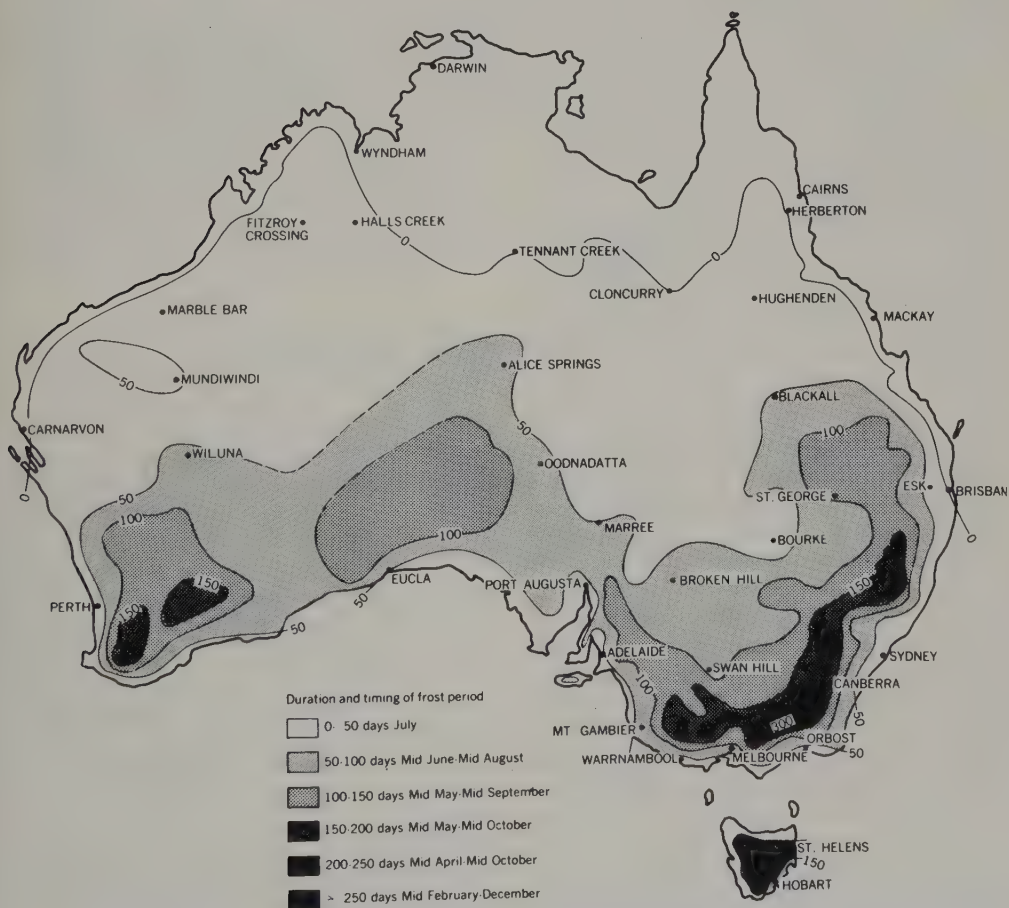 DARWIN
WYNDHAM
CAIRNS
HERBERTON
FITZROY
CROSSING
HALLS CREEK
0
0
TENNANT CREEK
CLONCURRY
HUGHENDEN
MARBLE BAR
MACKAY
50
MUNDIWINDI
ALICE SPRINGS
BLACKALL
CARNARVON
50
100
WILUNA
OODNADATTA
0
50
ST. GEORGE
ESK
BRISBAN
100
MARREE
0
100
BOURKE
EUCLA
PORT AUGUSTA
BROKEN HILL
150
150
50
PERTH
150
50
ADELAIDE
SWAN HILL
SYDNEY
100
CANBERRA
Duration and timing of frost period
50
0- 50 days July
MT GAMBIER
300
ORBOST
50-100 days Mid June-Mid August
WARRNAMBOOL
MELBOURNE
50
100-150 days Mid May-Mid September
150-200 days Mid May-Mid October
ST. HELENS
150
200-250 days Mid April-Mid October
HOBART
> 250 days Mid February-December